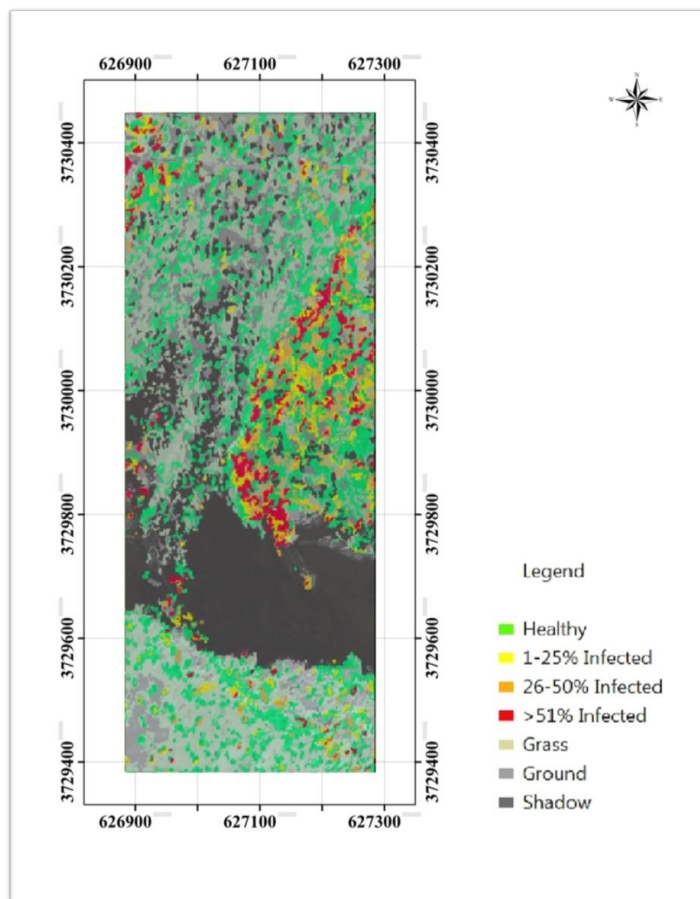 626900 627100 627300
N
W E
S
3730400 3730400
3730200 3730200
3730000 3730000
3729800 3729800
3729600 3729600
3729400 3729400
626900 627100 627300
Legend
Healthy
1-25% Infected
26-50% Infected
>51% Infected
Grass
Ground
Shadow